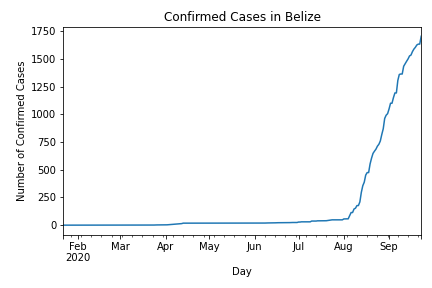 Confirmed Cases in Belize
1750
1500
1250
1000
750
500
250
0
Number of Confirmed Cases
Feb Mar Apr May Jun Jul Aug Sep
2020
Day